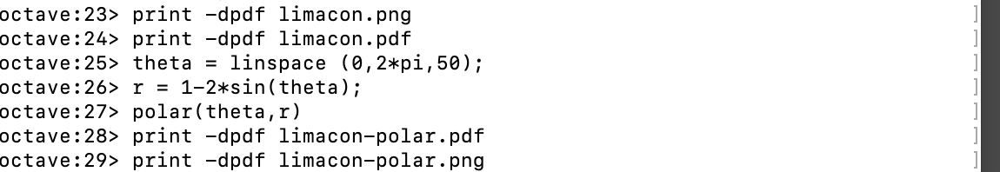 octave:23> print -dpdf limacon.png ]
octave:24> print -dpdf limacon.pdf ]
octave:25> theta = linspace (0,2*pi,50); ]
octave:26> r = 1-2*sin(theta); ]
octave:27> polar(theta,r) ]
octave:28> print -dpdf limacon-polar.pdf ]
octave:29> print -dpdf limacon-polar.png ]